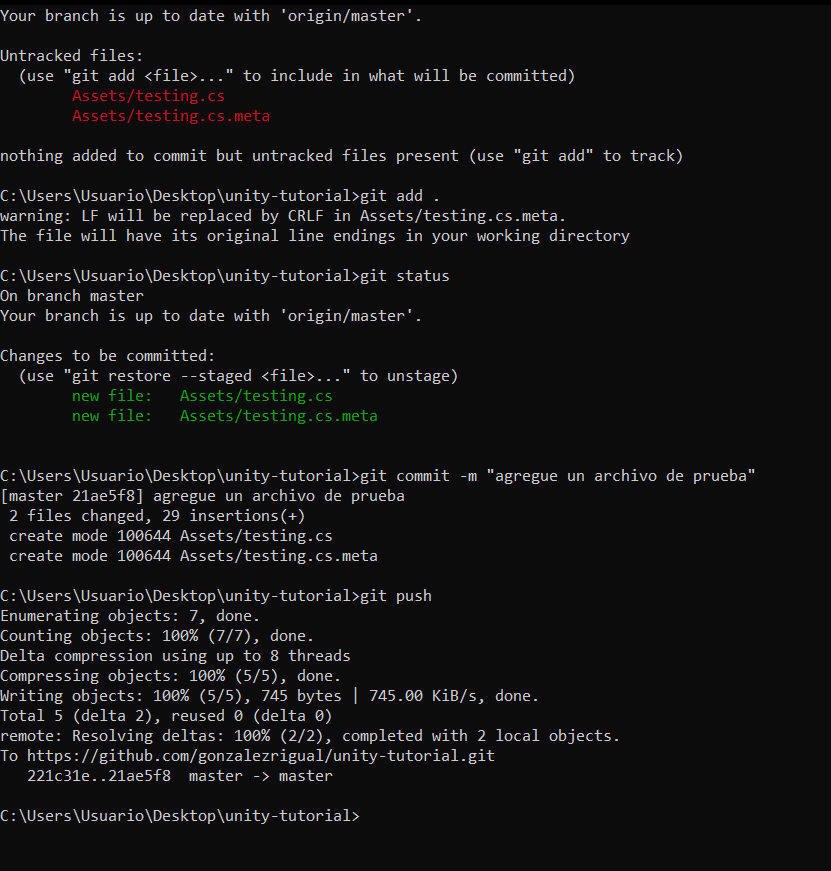 Your branch is up to date with 'origin/master'.
Untracked files:
(use "git add <file>..." to include in what will be committed)
Assets/testing.cs
Assets/testing.cs.meta
nothing added to commit but untracked files present (use "git add" to track)
C:\Users\Usuario\Desktop\unity-tutorial>git add .
warning: LF will be replaced by CRLF in Assets/testing.cs.meta.
The file will have its original line endings in your working directory
C:\Users\Usuario\Desktop\unity-tutorial>git status
On branch master
Your branch is up to date with 'origin/master'.
Changes to be committed:
(use "git restore --staged <file>..." to unstage)
new file:   Assets/testing.cs
new file:   Assets/testing.cs.meta
C:\Users\Usuario\Desktop\unity-tutorial>git commit -m "agregue un archivo de prueba"
[master 21ae5f8] agregue un archivo de prueba
2 files changed, 29 insertions(+)
create mode 100644 Assets/testing.cs
create mode 100644 Assets/testing.cs.meta
C:\Users\Usuario\Desktop\unity-tutorial>git push
Enumerating objects: 7, done.
Counting objects: 100% (7/7), done.
Delta compression using up to 8 threads
Compressing objects: 100% (5/5), done.
Writing objects: 100% (5/5), 745 bytes | 745.00 KiB/s, done.
Total 5 (delta 2), reused 0 (delta 0)
remote: Resolving deltas: 100% (2/2), completed with 2 local objects.
To https://github.com/gonzalezrigual/unity-tutorial.git
221c31e..21ae5f8  master -> master
C:\Users\Usuario\Desktop\unity-tutorial>